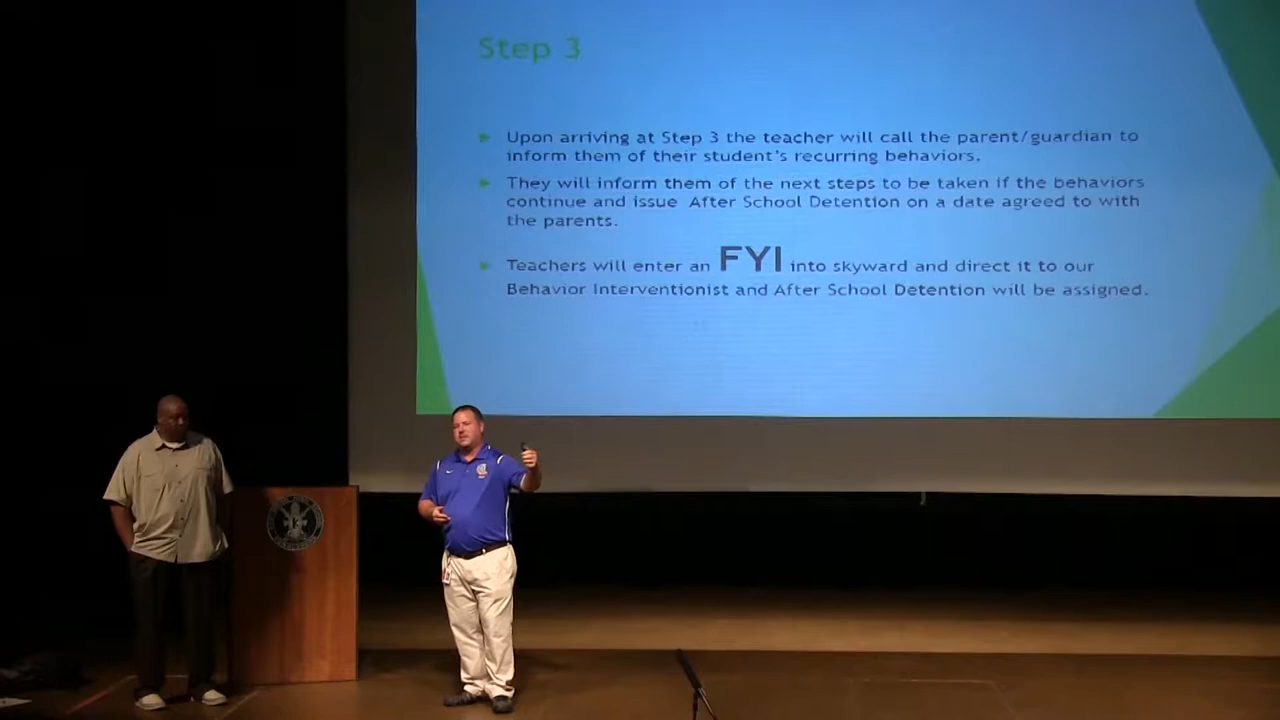 Step 3
Upon arriving at Step 3 the teacher will call the parent/guardian to
inform them of their student's recurring behaviors.
They will inform them of the next steps to be taken if the behaviors
continue and issue After School Detention on a date agreed to with
the parents.
Teachers will enter an FYI into skyward and direct it to our
Behavior Interventionist and After School Detention will be assigned.